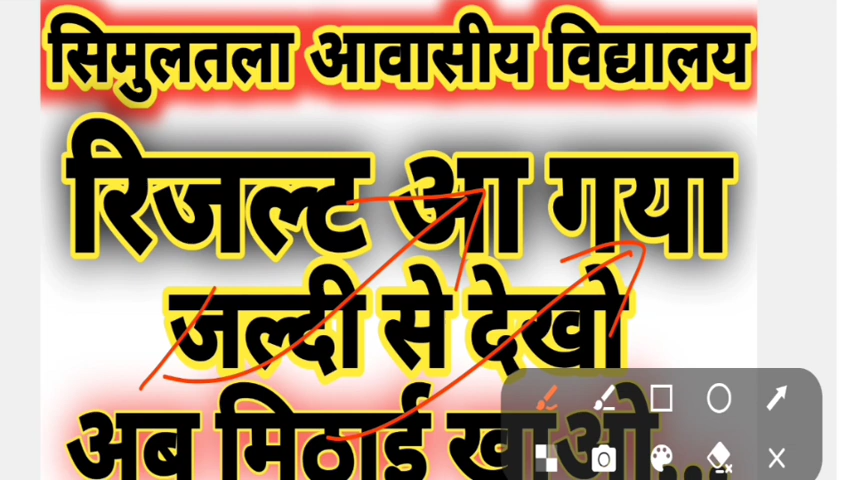 सिमुलतला आवासीय विद्यालय
रिजल्ट आ गया
जल्दी से देखो
अब मिठाई खाओ...